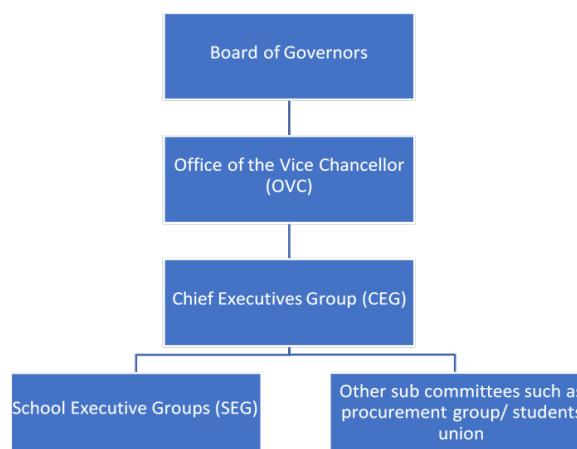 Board of Governors
Office of the Vice Chancellor
(OVC)
Chief Executives Group (CEG)
School Executive Groups (SEG)
Other sub committees such as
procurement group/ students
union